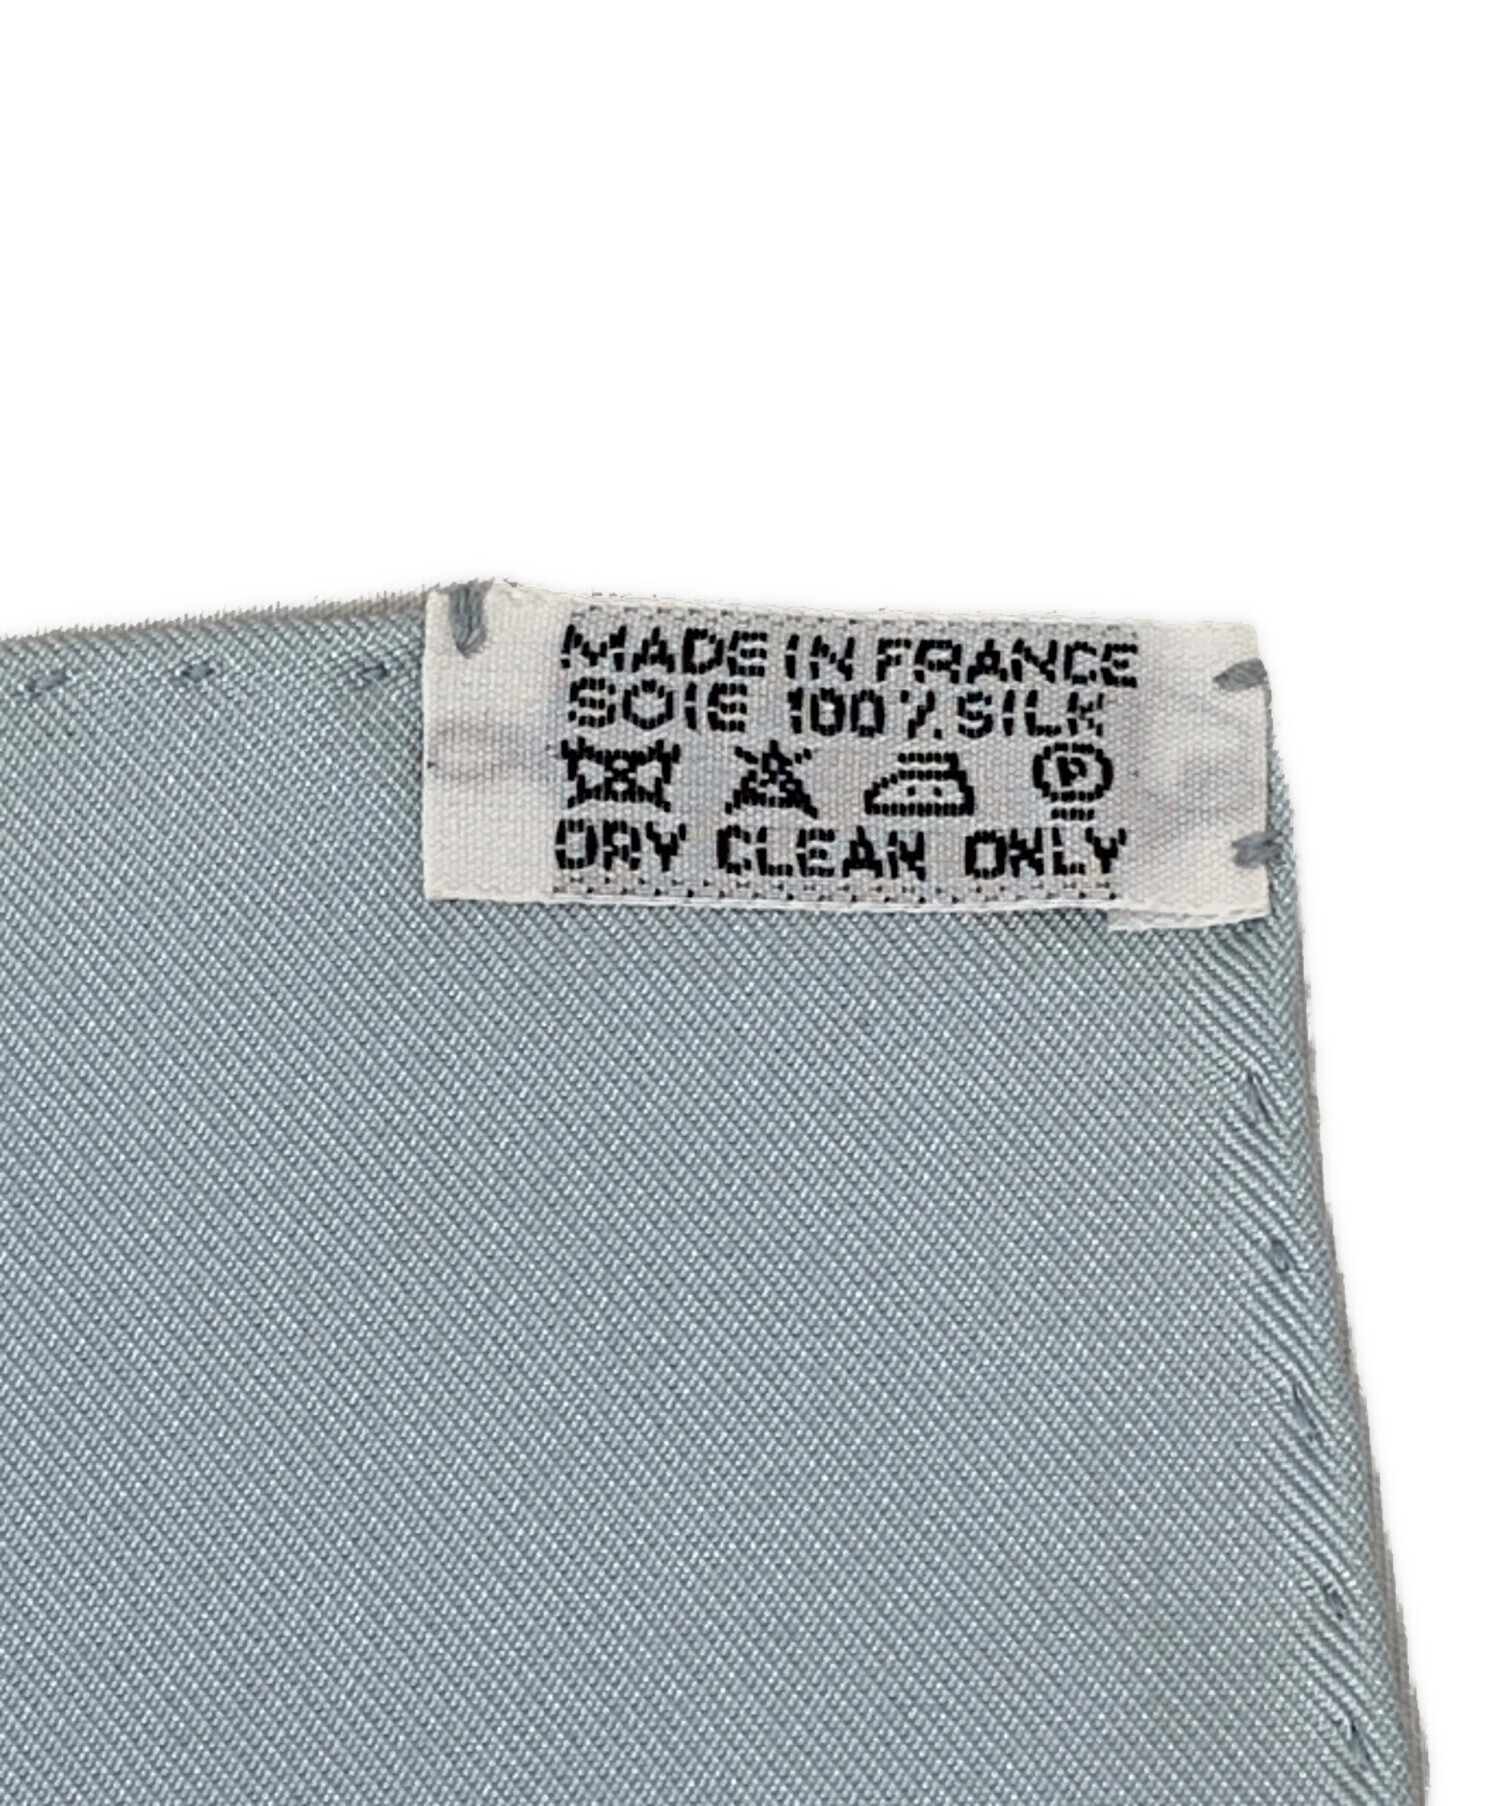 MADE IN FRANCE
SOIE 100% SILK
P
DRY CLEAN ONLY